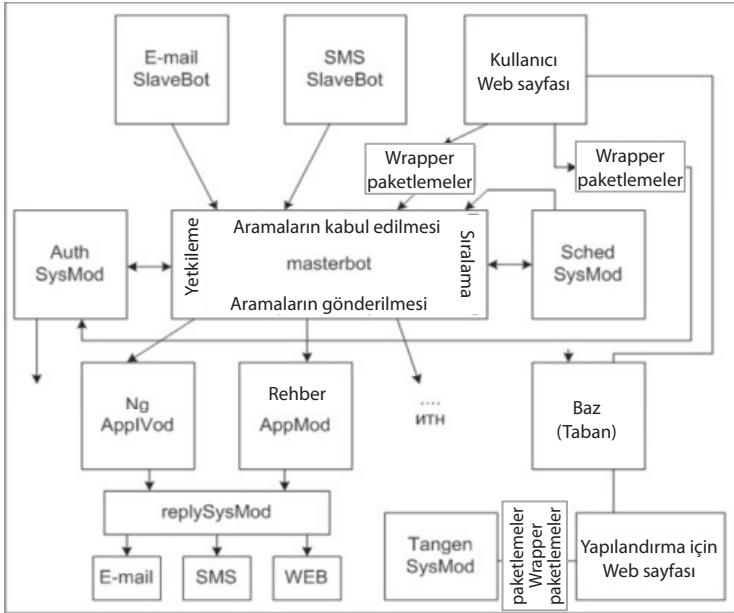 E-mail
SlaveBot
SMS
SlaveBot
Kullanıcı
Web sayfası
Wrapper
paketlemeler
Wrapper
paketlemeler
Auth
SysMod
Yetkileme
Aramaların kabul edilmesi
masterbot
Aramaların gönderilmesi
Sıralama
Sched
SysMod
Ng
AppIVod
Rehber
AppMod
....
итн
Baz
(Taban)
replySysMod
E-mail
SMS
WEB
Tangen
SysMod
paketlemeler
Wrapper
paketlemeler
Yapılandırma için
Web sayfası